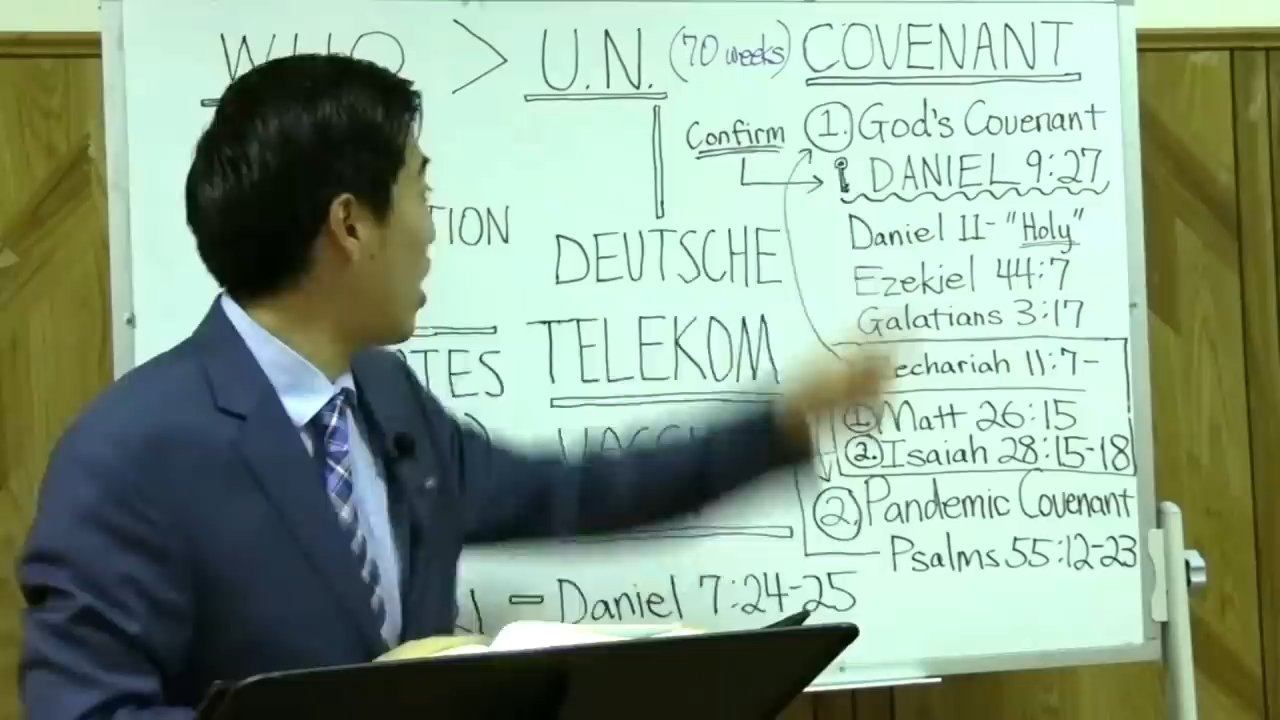 WHO > U.N. (70 weeks) COVENANT
Confirm
1. God's Covenant
DANIEL 9:27
TION
DEUTSCHE
Daniel 11- "Holy"
Ezekiel 44:7
Galatians 3:17
TELEKOM
echariah 11:7-
TES
1. Matt 26:15
2. Isaiah 28:15-18
2. Pandemic Covenant
Psalms 55:12-23
= Daniel 7:24-25